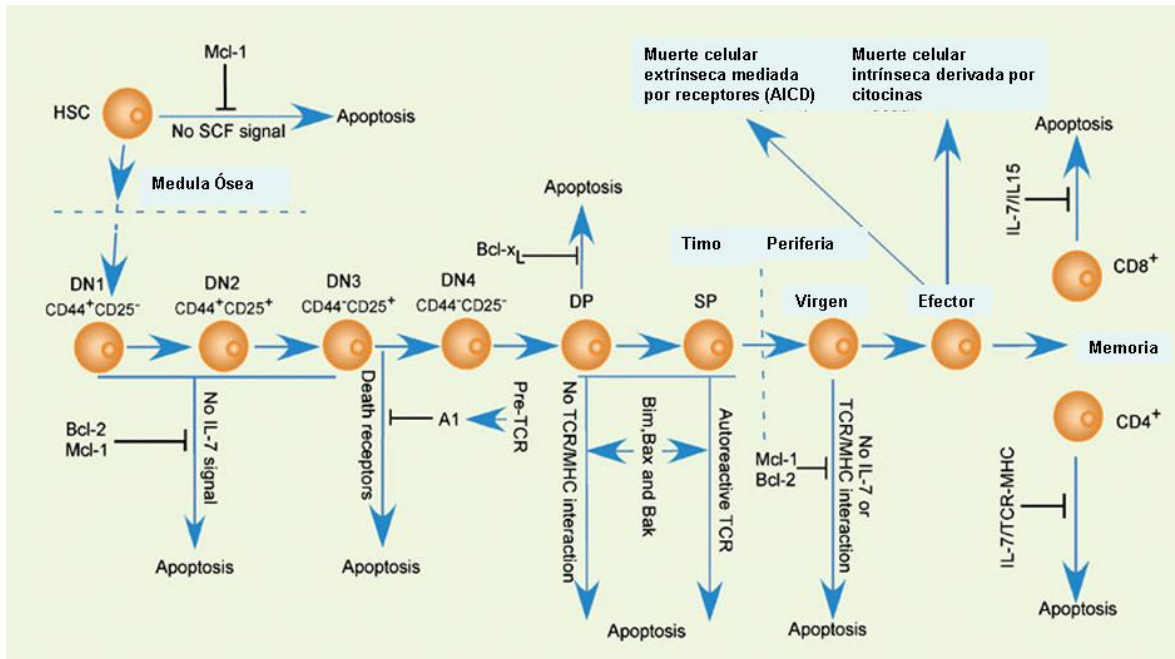 Mcl-1
HSC
No SCF signal
Apoptosis
Medula Ósea
Muerte celular
extrínseca mediada
por receptores (AICD)
Muerte celular
intrínseca derivada por
citocinas
Apoptosis
IL-7/IL15
CD8+
Apoptosis
Bcl-xL
Timo
Periferia
DN1
CD44+CD25-
DN2
CD44+CD25+
DN3
CD44-CD25+
DN4
CD44-CD25-
DP
SP
Virgen
Efector
Memoria
Bcl-2
Mcl-1
No IL-7 signal
Apoptosis
Death receptors
A1
Pre-TCR
Apoptosis
No TCR/MHC interaction
Bim,Bax and Bak
Autoreactive TCR
Apoptosis
Mcl-1
Bcl-2
No IL-7 or
TCR/MHC interaction
Apoptosis
CD4+
IL-7/TCR-MHC
Apoptosis